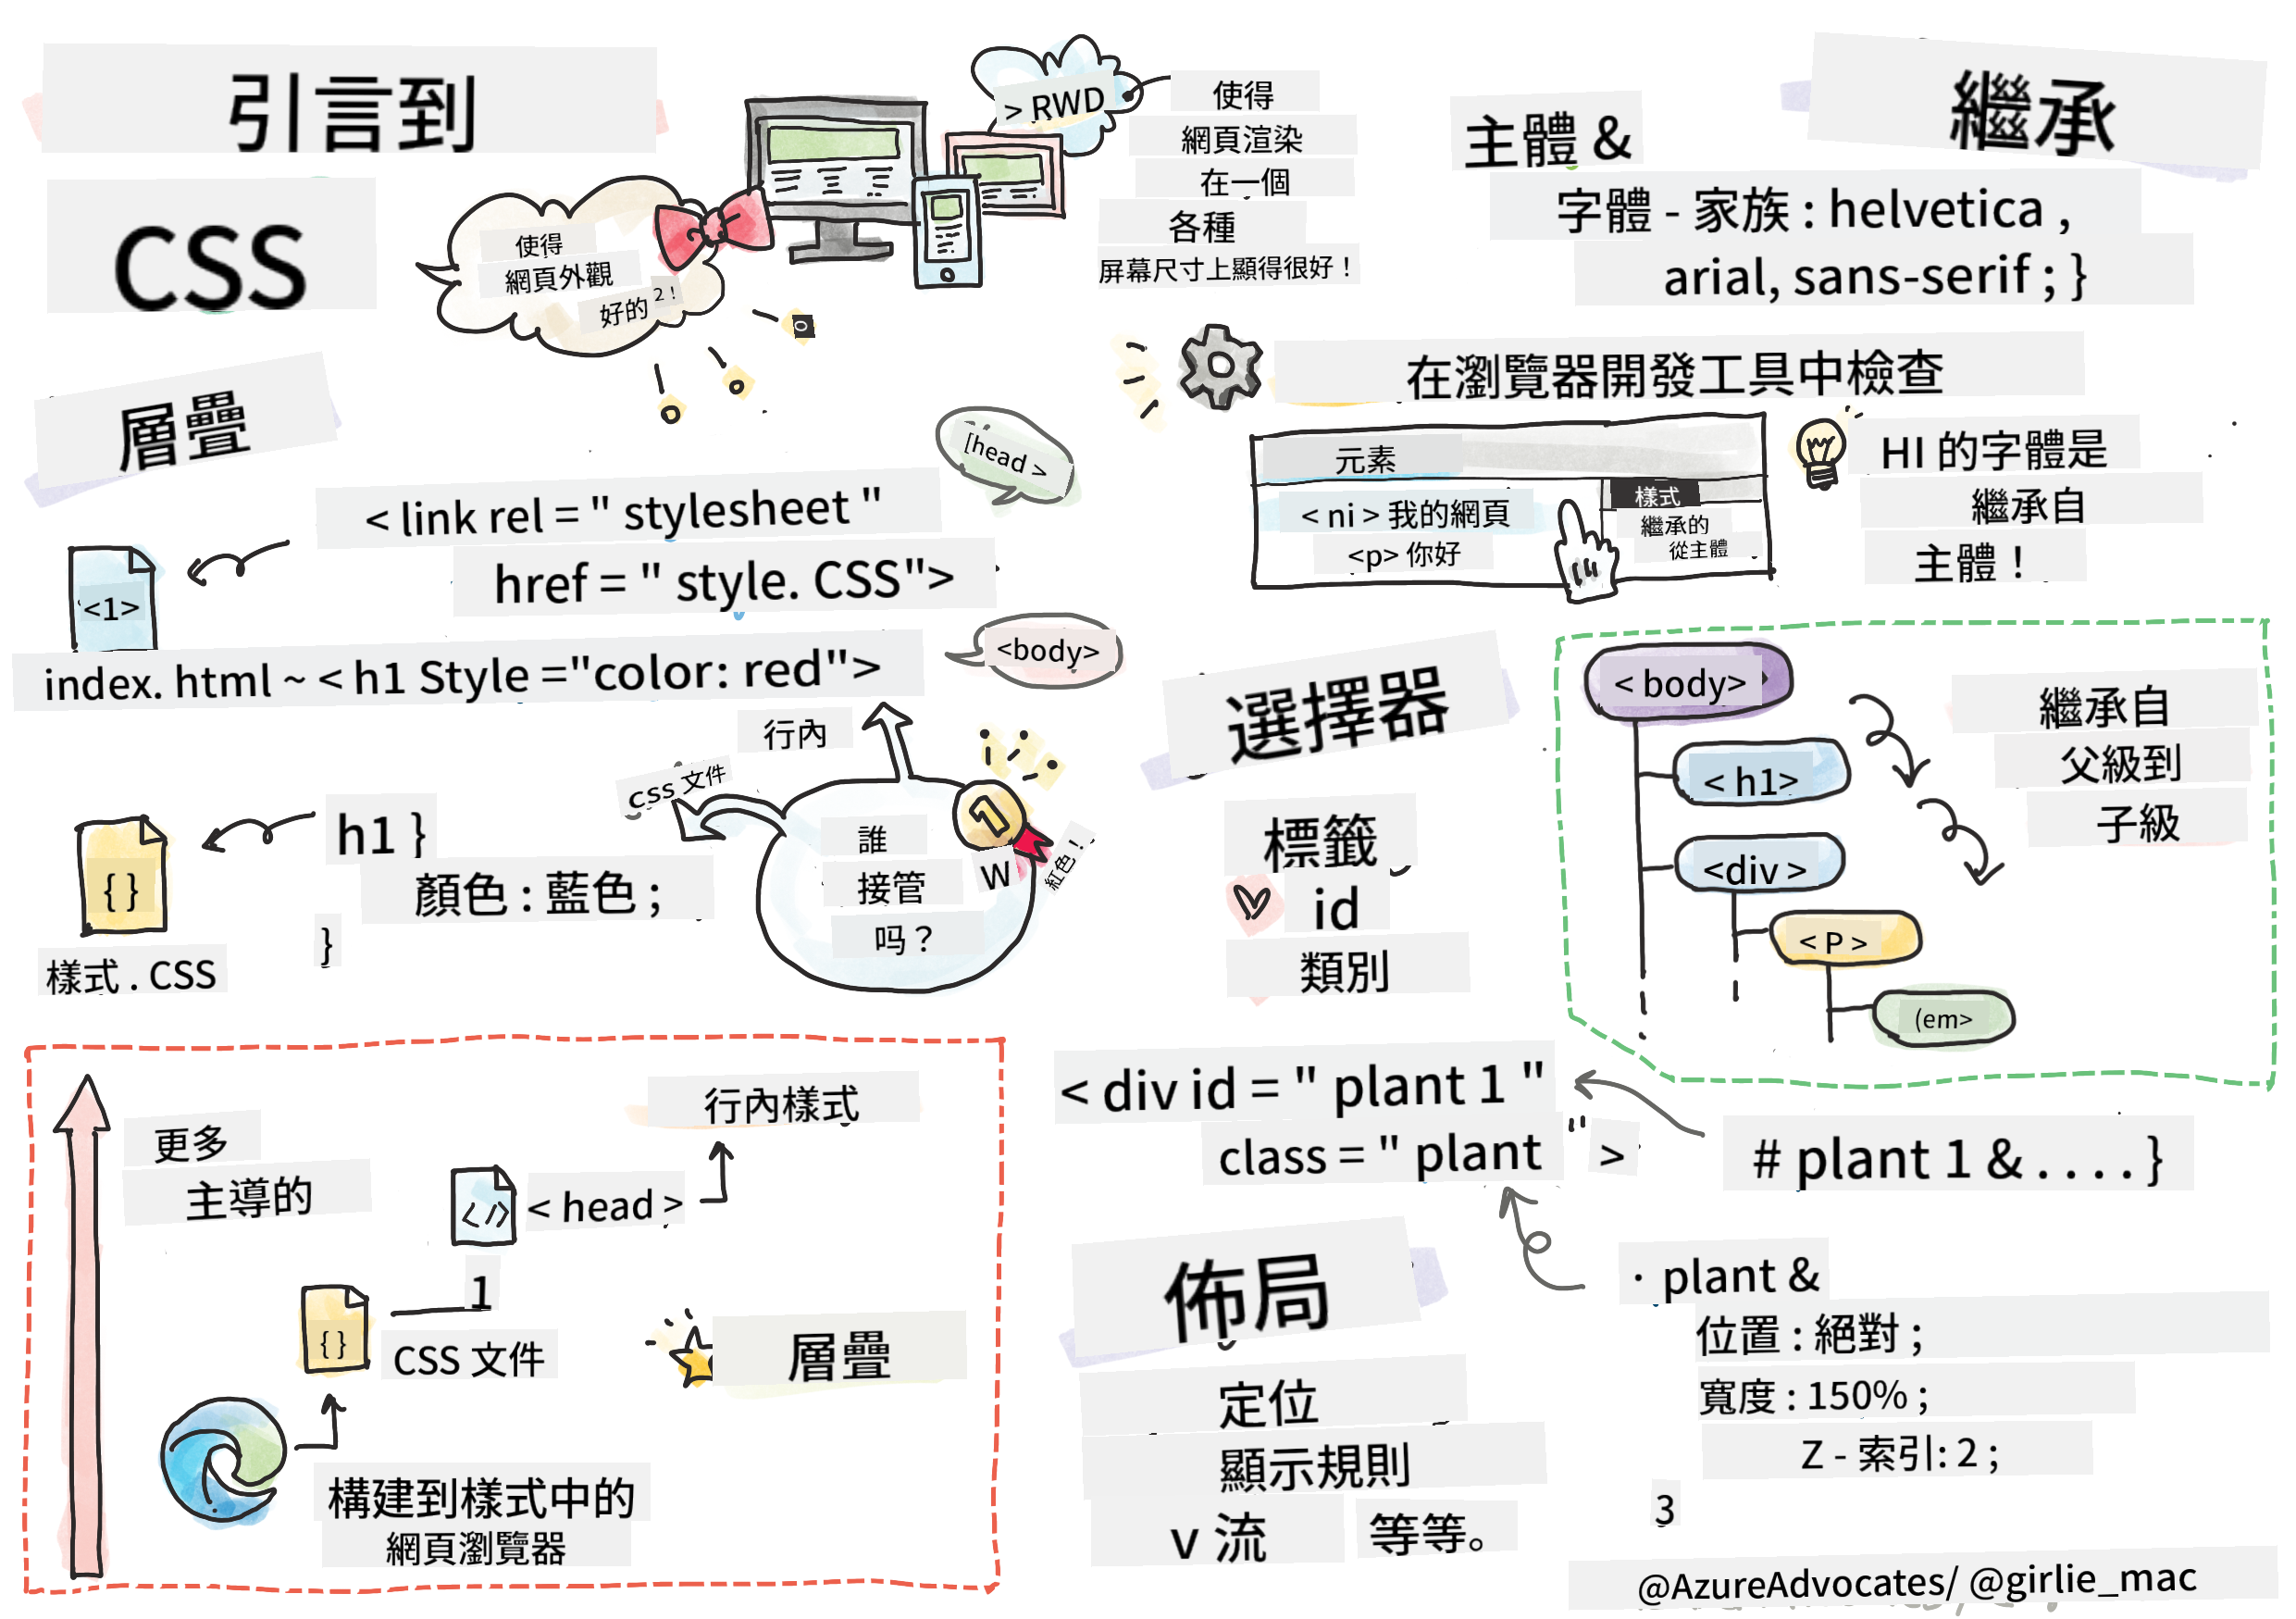 引言到
CSS
使得
網頁外觀
好的 2 !
> RWD
使得
網頁渲染
在一個
各種
屏幕尺寸上顯得很好！
層疊
[head >
< link rel = " stylesheet "
href = " style. CSS">
<1>
index. html ~ < h1 Style ="color: red">
<body>
行內
css 文件
h1 }
顏色 : 藍色 ;
}
{ }
樣式 . CSS
誰
接管
吗？
1
W
紅色！
更多
主導的
行內樣式
</>
< head >
1
{ }
CSS 文件
層疊
構建到樣式中的
網頁瀏覽器
主體 &
繼承
字體 - 家族 : helvetica ,
arial, sans-serif ; }
在瀏覽器開發工具中檢查
元素
< ni > 我的網頁
<p> 你好
樣式
繼承的
從主體
HI 的字體是
繼承自
主體！
選擇器
標籤
id
類別
< body>
< h1>
<div >
< P >
(em>
繼承自
父級到
子級
< div id = " plant 1 "
class = " plant " >
# plant 1 & . . . . }
· plant &
位置 : 絕對 ;
寬度 : 150% ;
Z - 索引: 2 ;
3
佈局
定位
顯示規則
v 流 等等。
@AzureAdvocates/ @girlie_mac